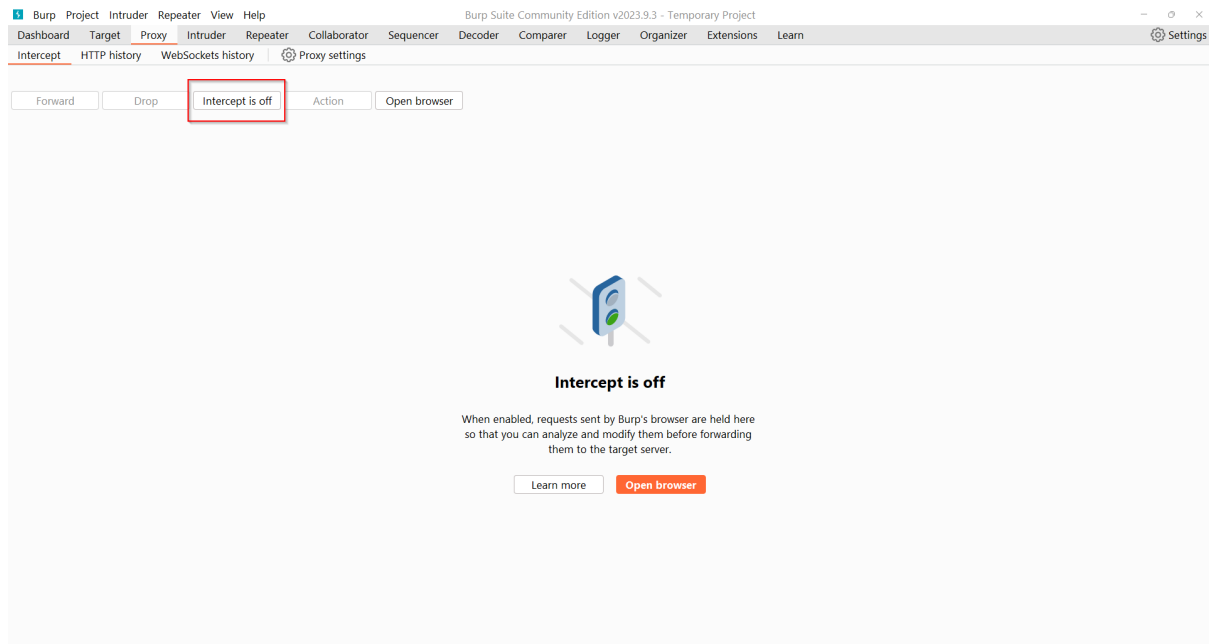 Burp Project Intruder Repeater View Help Burp Suite Community Edition v2023.9.3 - Temporary Project
Dashboard Target Proxy Intruder Repeater Collaborator Sequencer Decoder Comparer Logger Organizer Extensions Learn Settings
Intercept HTTP history WebSockets history Proxy settings
Forward Drop Intercept is off Action Open browser
Intercept is off
When enabled, requests sent by Burp's browser are held here
so that you can analyze and modify them before forwarding
them to the target server.
Learn more Open browser